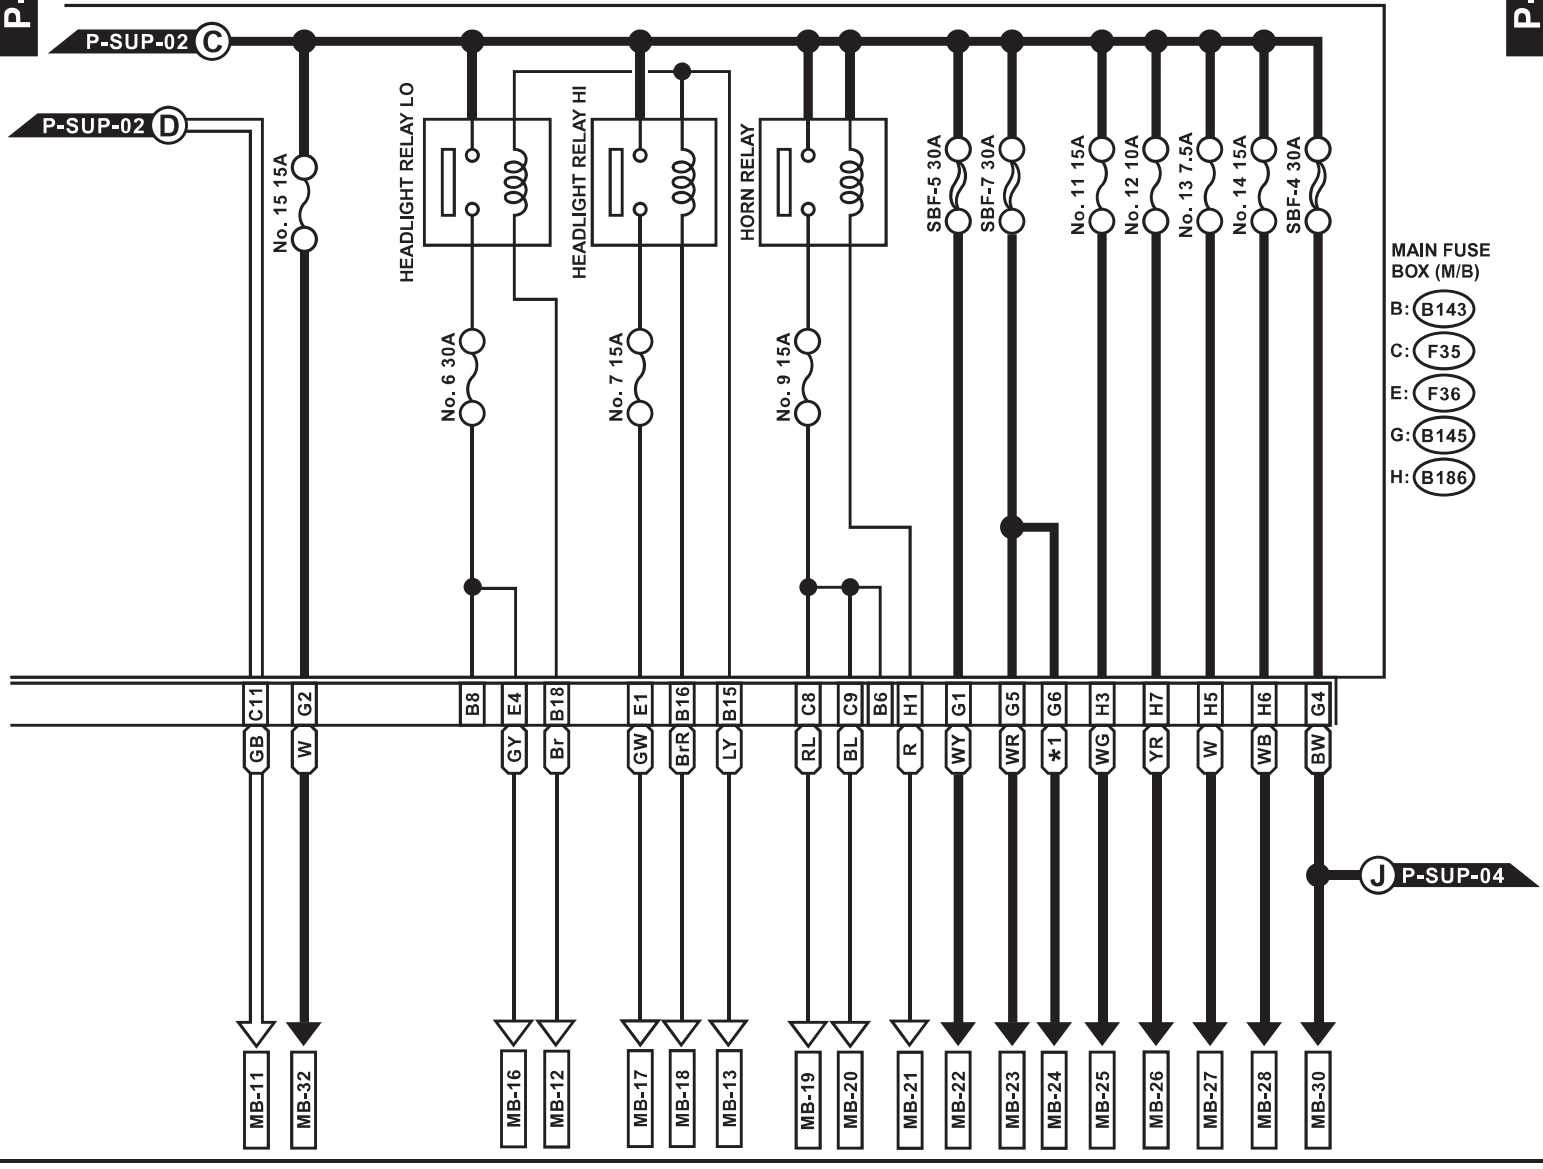 P-
P-
P-SUP-02 C
P-SUP-02 D
No. 15 15A
HEADLIGHT RELAY LO
HEADLIGHT RELAY HI
HORN RELAY
SBF-5 30A
SBF-7 30A
No. 11 15A
No. 12 10A
No. 13 7.5A
No. 14 15A
SBF-4 30A
No. 6 30A
No. 7 15A
No. 9 15A
MAIN FUSE
BOX (M/B)
B: B143
C: F35
E: F36
G: B145
H: B186
C11
G2
B8
E4
B18
E1
B16
B15
C8
C9
B6
H1
G1
G5
G6
H3
H7
H5
H6
G4
GB
W
GY
Br
GW
BrR
LY
RL
BL
R
WY
WR
*1
WG
YR
W
WB
BW
J P-SUP-04
MB-11
MB-32
MB-16
MB-12
MB-17
MB-18
MB-13
MB-19
MB-20
MB-21
MB-22
MB-23
MB-24
MB-25
MB-26
MB-27
MB-28
MB-30